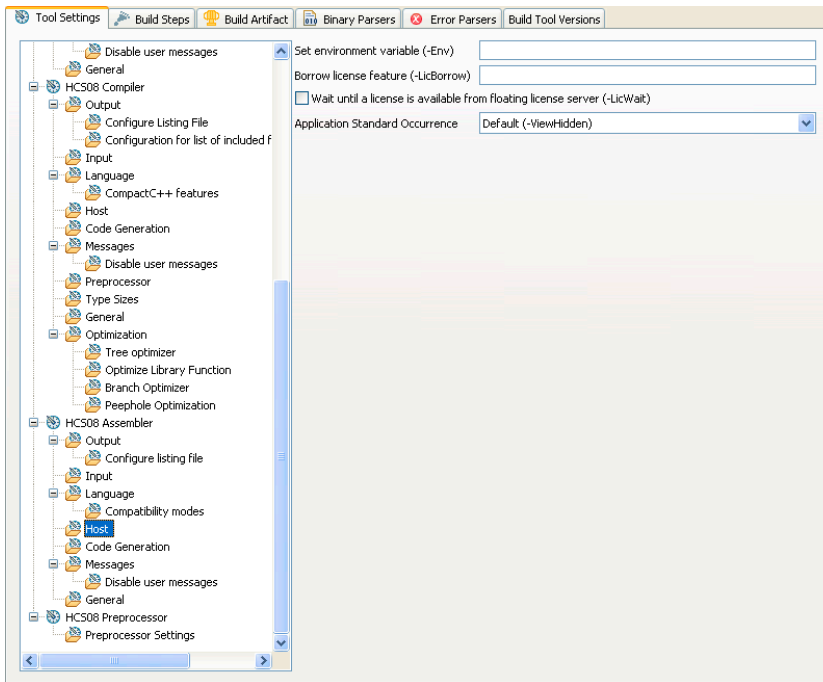 Tool Settings Build Steps Build Artifact Binary Parsers Error Parsers Build Tool Versions
Disable user messages
General
HCS08 Compiler
Output
Configure Listing File
Configuration for list of included f
Input
Language
CompactC++ features
Host
Code Generation
Messages
Disable user messages
Preprocessor
Type Sizes
General
Optimization
Tree optimizer
Optimize Library Function
Branch Optimizer
Peephole Optimization
HCS08 Assembler
Output
Configure listing file
Input
Language
Compatibility modes
Host
Code Generation
Messages
Disable user messages
General
HCS08 Preprocessor
Preprocessor Settings
Set environment variable (-Env)
Borrow license feature (-LicBorrow)
Wait until a license is available from floating license server (-LicWait)
Application Standard Occurrence Default (-ViewHidden)